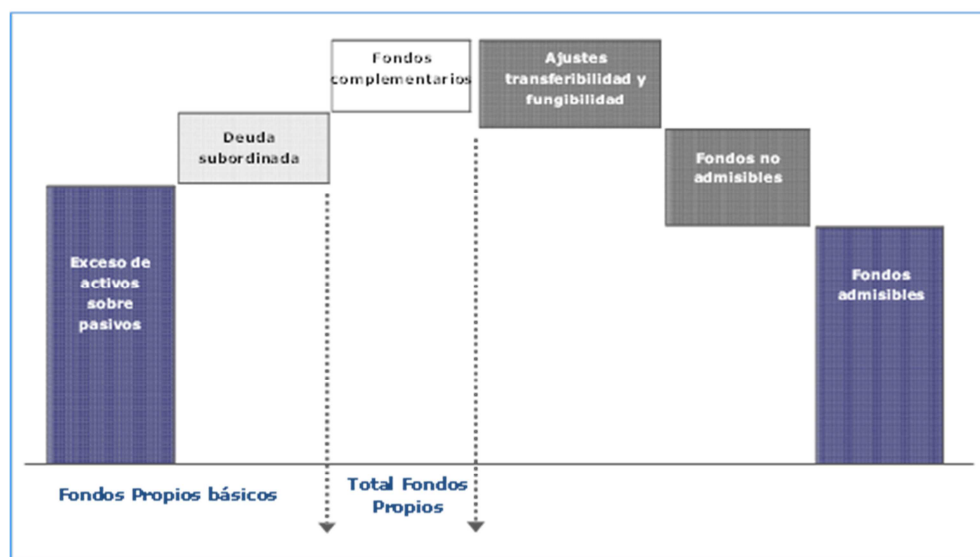 Fondos
complementarios
Ajustes
transferibilidad y
fungibilidad
Deuda
subordinada
Fondos no
admisibles
Exceso de
activos
sobre
pasivos
Fondos
admisibles
Fondos Propios básicos
Total Fondos
Propios